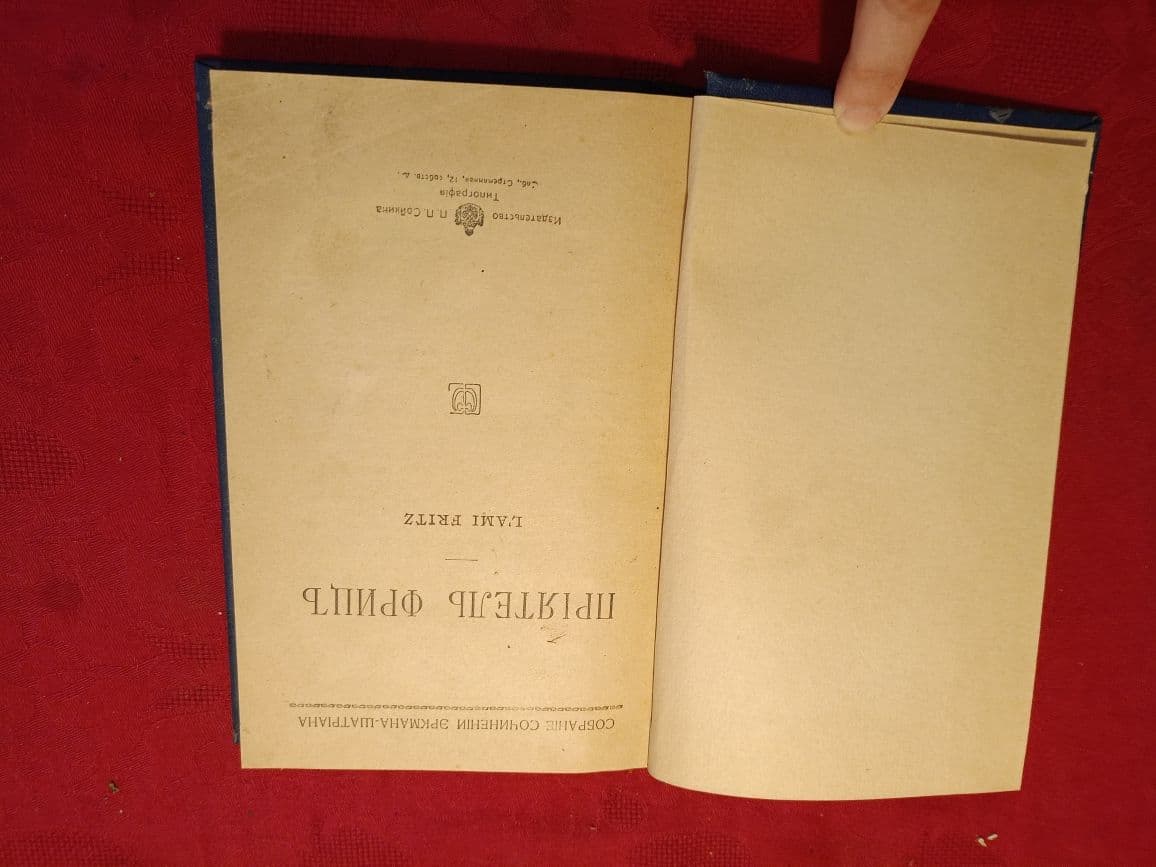 СОБРАНІЕ СОЧИНЕНІЙ ЭРКМАНА-ШАТРІАНА
ПРІЯТЕЛЬ ФРИЦЪ
L'AMI FRITZ
Издательство П. П. Сойкина
Типографія
Спб., Стремянная, 12, собств. д.